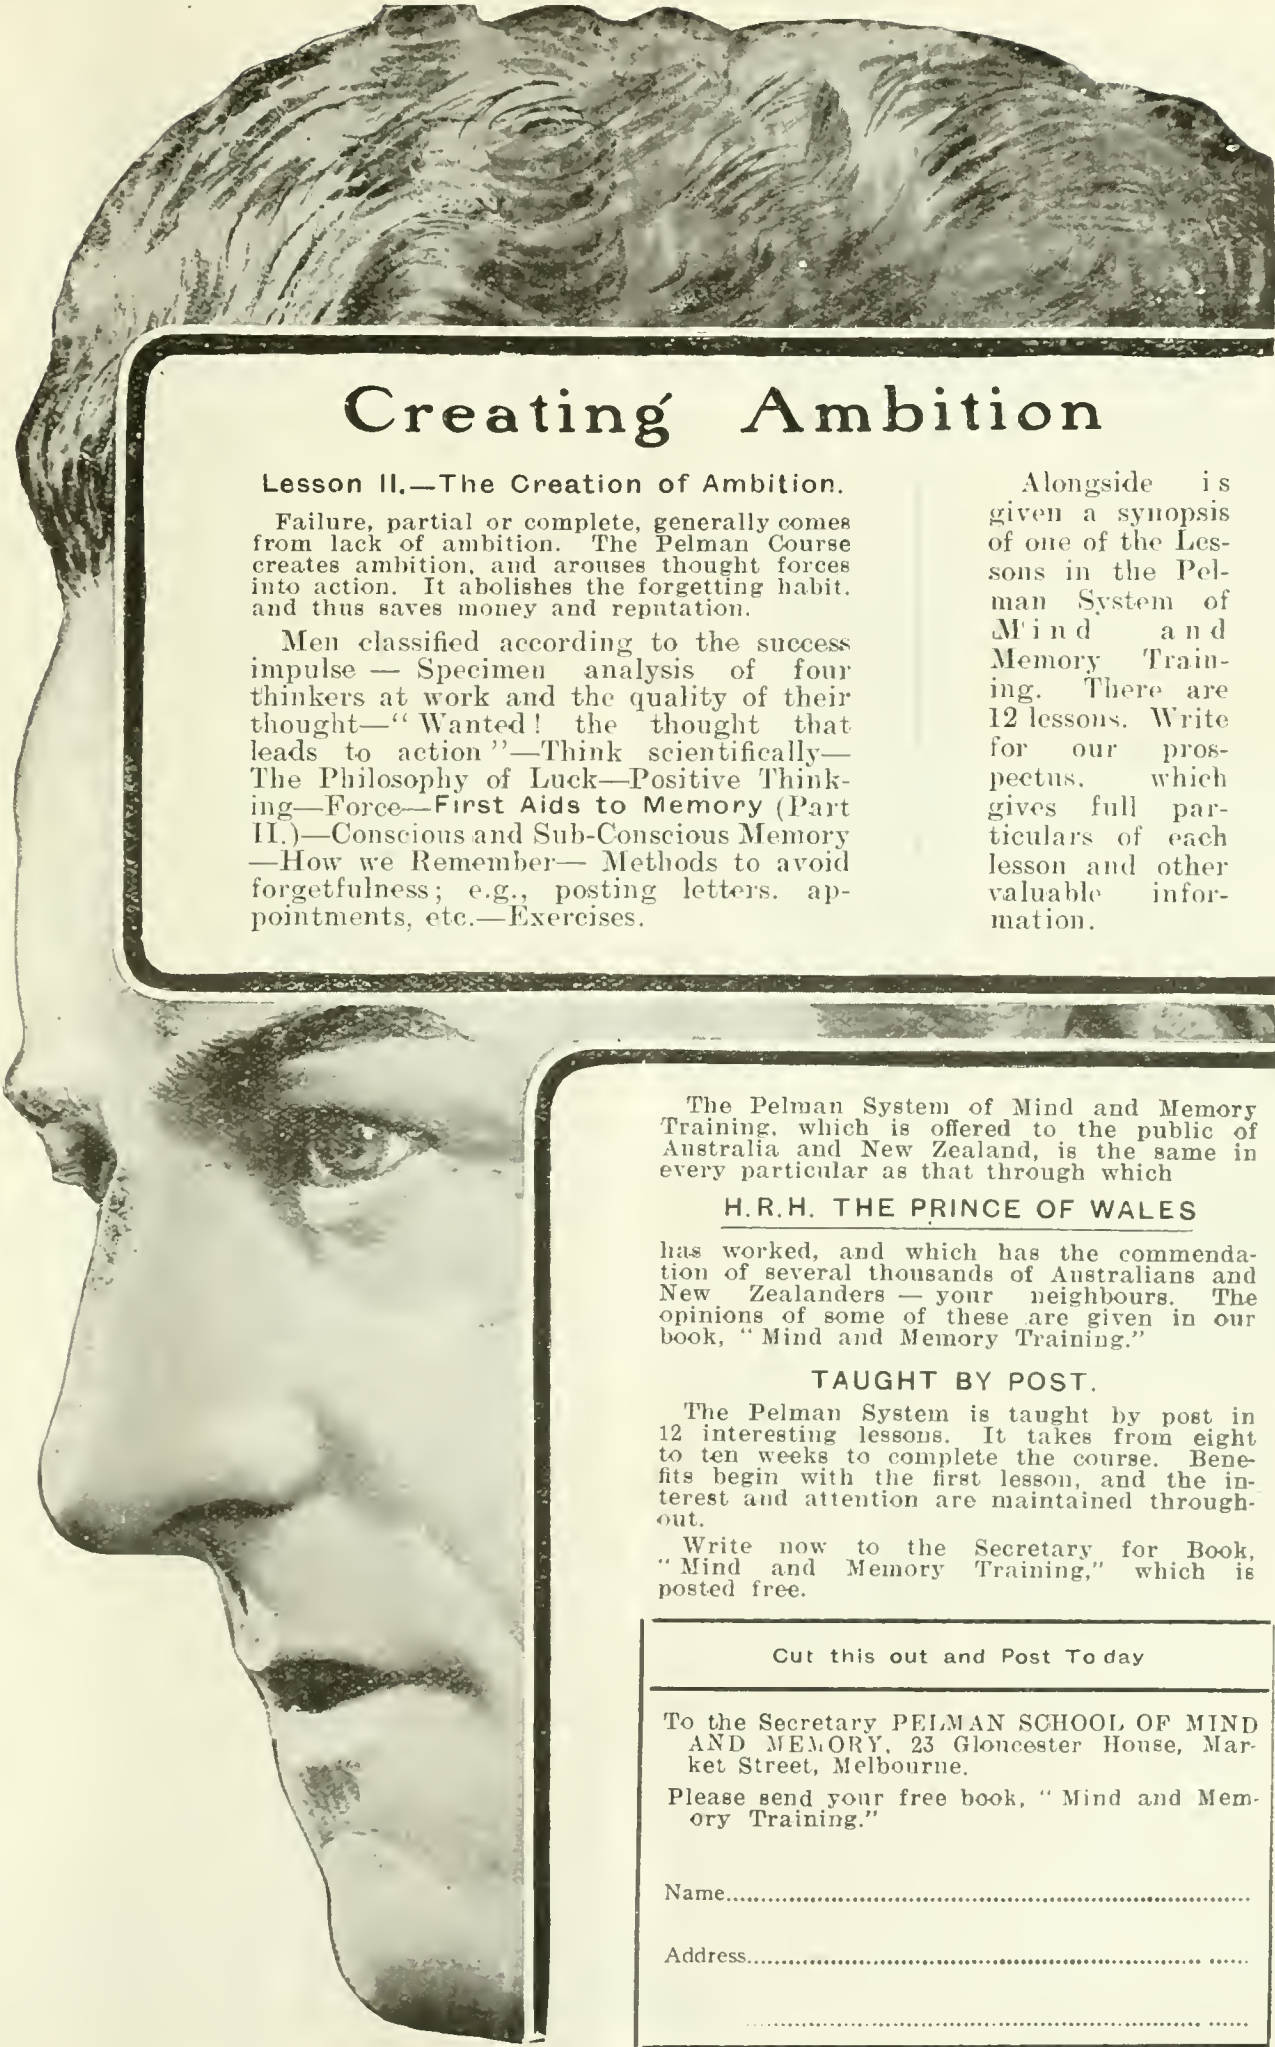 Creating Ambition
Lesson II.—The Creation of Ambition.
Failure, partial or complete, generally comes
from lack of ambition. The Pelman Course
creates ambition, and arouses thought forces
into action. It abolishes the forgetting habit.
and thus saves money and reputation.
Men classified according to the success
impulse — Specimen analysis of four
thinkers at work and the quality of their
thought—“ Wanted ! the thought that
leads to action ”—Think scientifically—
The Philosophy of Luck—Positive Think-
ing—Force—First Aids to Memory (Part
II.)—Conscious and Sub-Conscious Memory
—How we Remember— Methods to avoid
forgetfulness; e.g., posting letters. ap-
pointments, etc.—Exercises.
Alongside is
given a synopsis
of one of the Les-
sons in the Pel-
man System of
Mind and
Memory Train-
ing. There are
12 lessons. Write
for our pros-
pectus. which
gives full par-
ticulars of each
lesson and other
valuable infor-
mation.
The Pelman System of Mind and Memory
Training. which is offered to the public of
Australia and New Zealand, is the same in
every particular as that through which
H.R.H. THE PRINCE OF WALES
has worked, and which has the commenda-
tion of several thousands of Australians and
New Zealanders — your neighbours. The
opinions of some of these are given in our
book, “ Mind and Memory Training.”
TAUGHT BY POST.
The Pelman System is taught by post in
12 interesting lessons. It takes from eight
to ten weeks to complete the course. Bene-
fits begin with the first lesson, and the in-
terest and attention are maintained through-
out.
Write now to the Secretary for Book,
“ Mind and Memory Training,” which is
posted free.
Cut this out and Post To day
To the Secretary PELMAN SCHOOL OF MIND
AND MEMORY, 23 Gloucester House, Mar-
ket Street, Melbourne.
Please send your free book, “ Mind and Mem-
ory Training.”
Name
Address